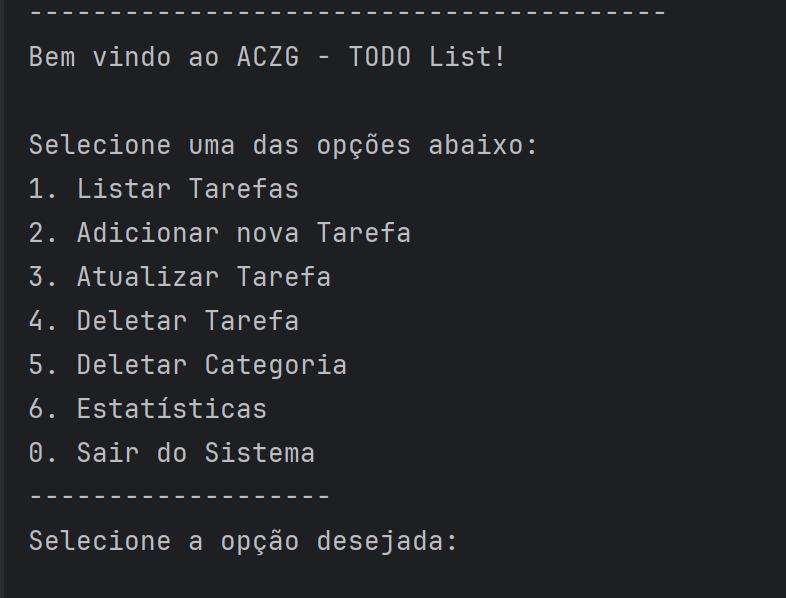 ----------------------------------------
Bem vindo ao ACZG - TODO List!
Selecione uma das opções abaixo:
1. Listar Tarefas
2. Adicionar nova Tarefa
3. Atualizar Tarefa
4. Deletar Tarefa
5. Deletar Categoria
6. Estatísticas
0. Sair do Sistema
-------------------
Selecione a opção desejada: